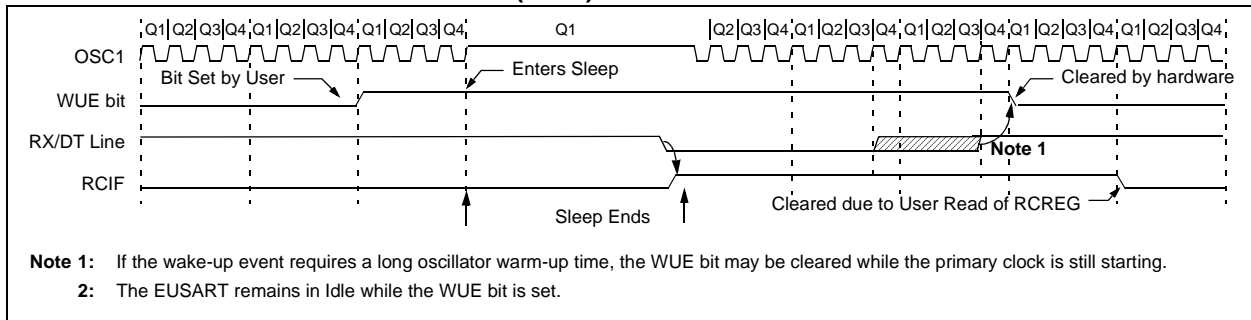 Q1 Q2 Q3 Q4 Q1 Q2 Q3 Q4 Q1 Q2 Q3 Q4 Q1 Q2 Q3 Q4 Q1 Q2 Q3 Q4 Q1 Q2 Q3 Q4 Q1 Q2 Q3 Q4
OSC1
Bit Set by User
Enters Sleep
Cleared by hardware
WUE bit
RX/DT Line
Note 1
RCIF
Sleep Ends
Cleared due to User Read of RCREG
Note 1: If the wake-up event requires a long oscillator warm-up time, the WUE bit may be cleared while the primary clock is still starting.
2: The EUSART remains in Idle while the WUE bit is set.